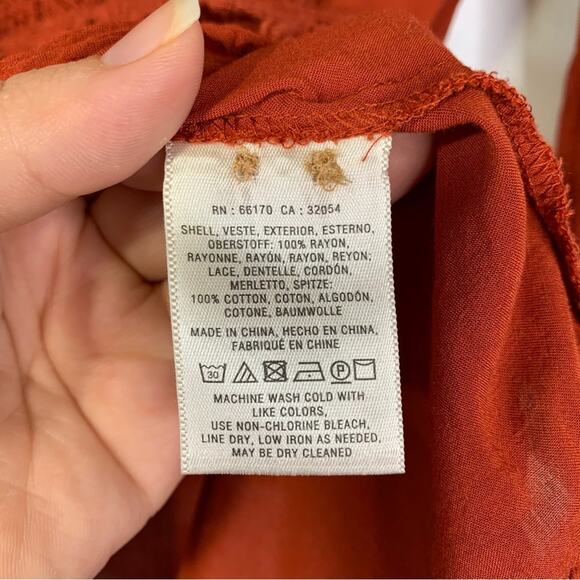 RN : 66170 CA : 32054
SHELL, VESTE, EXTERIOR, ESTERNO,
OBERSTOFF: 100% RAYON,
RAYONNE, RAYÓN, RAYON, REYON;
LACE, DENTELLE, CORDÓN,
MERLETTO, SPITZE:
100% COTTON, COTON, ALGODÓN,
COTONE, BAUMWOLLE
MADE IN CHINA, HECHO EN CHINA,
FABRIQUÉ EN CHINE
30 P
MACHINE WASH COLD WITH
LIKE COLORS,
USE NON-CHLORINE BLEACH,
LINE DRY, LOW IRON AS NEEDED,
MAY BE DRY CLEANED